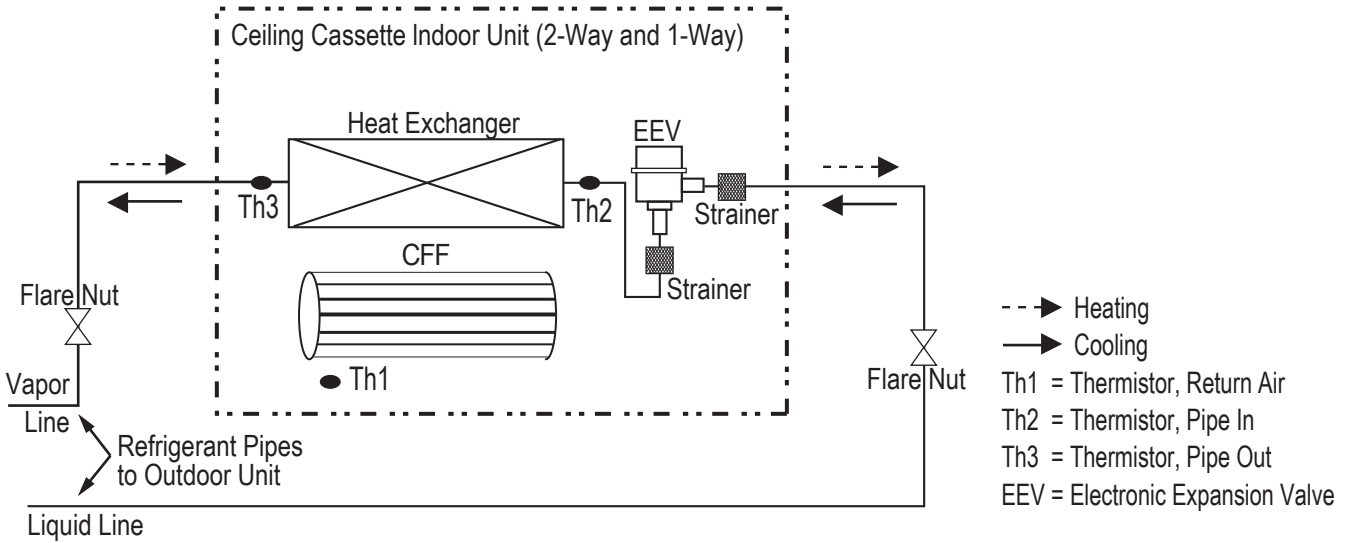 Ceiling Cassette Indoor Unit (2-Way and 1-Way)
Heat Exchanger
EEV
Th3
Th2
Strainer
CFF
Strainer
Flare Nut
Th1
Flare Nut
Vapor
Line
Refrigerant Pipes
to Outdoor Unit
Liquid Line
Heating
Cooling
Th1 = Thermistor, Return Air
Th2 = Thermistor, Pipe In
Th3 = Thermistor, Pipe Out
EEV = Electronic Expansion Valve